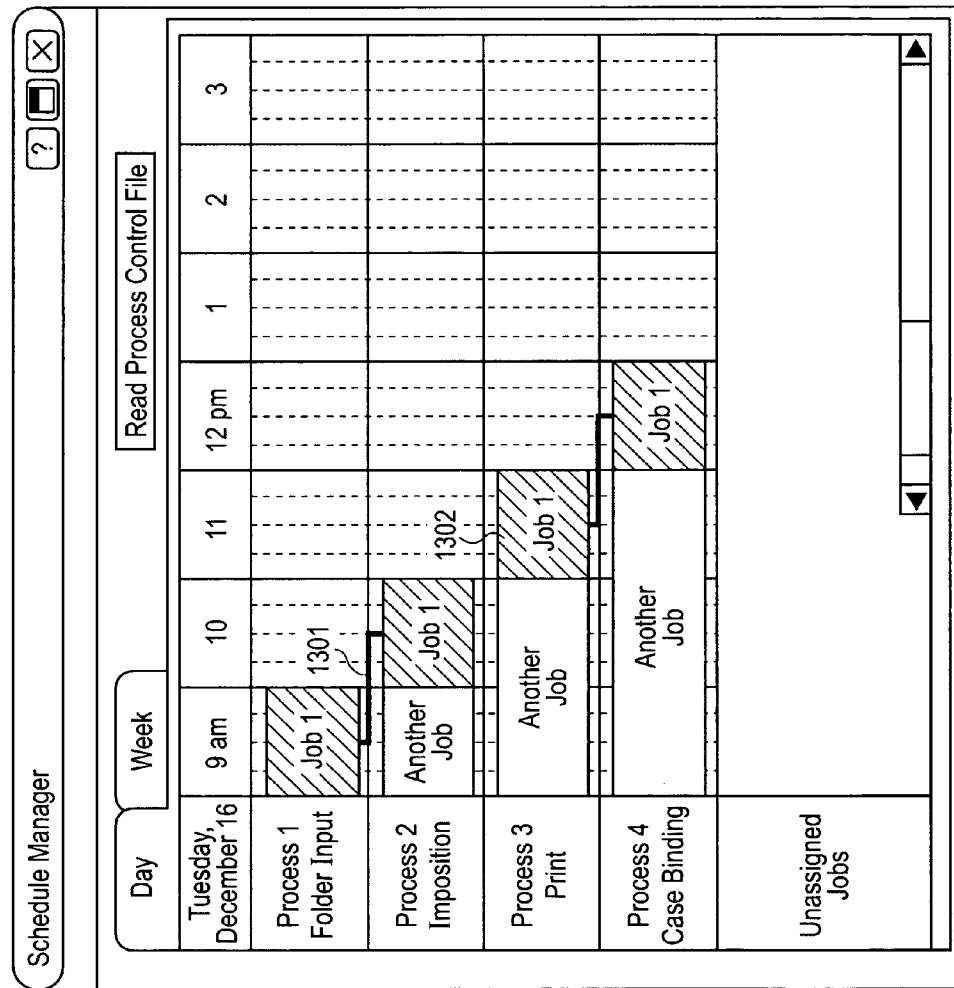 Schedule Manager
?
Day
Week
Read Process Control File
Tuesday,
December 16
9 am
10
11
12 pm
1
2
3
Process 1
Folder Input
Job 1
1301
Process 2
Imposition
Another
Job
Job 1
1302
Process 3
Print
Another
Job
Job 1
Process 4
Case Binding
Another
Job
Job 1
Unassigned
Jobs